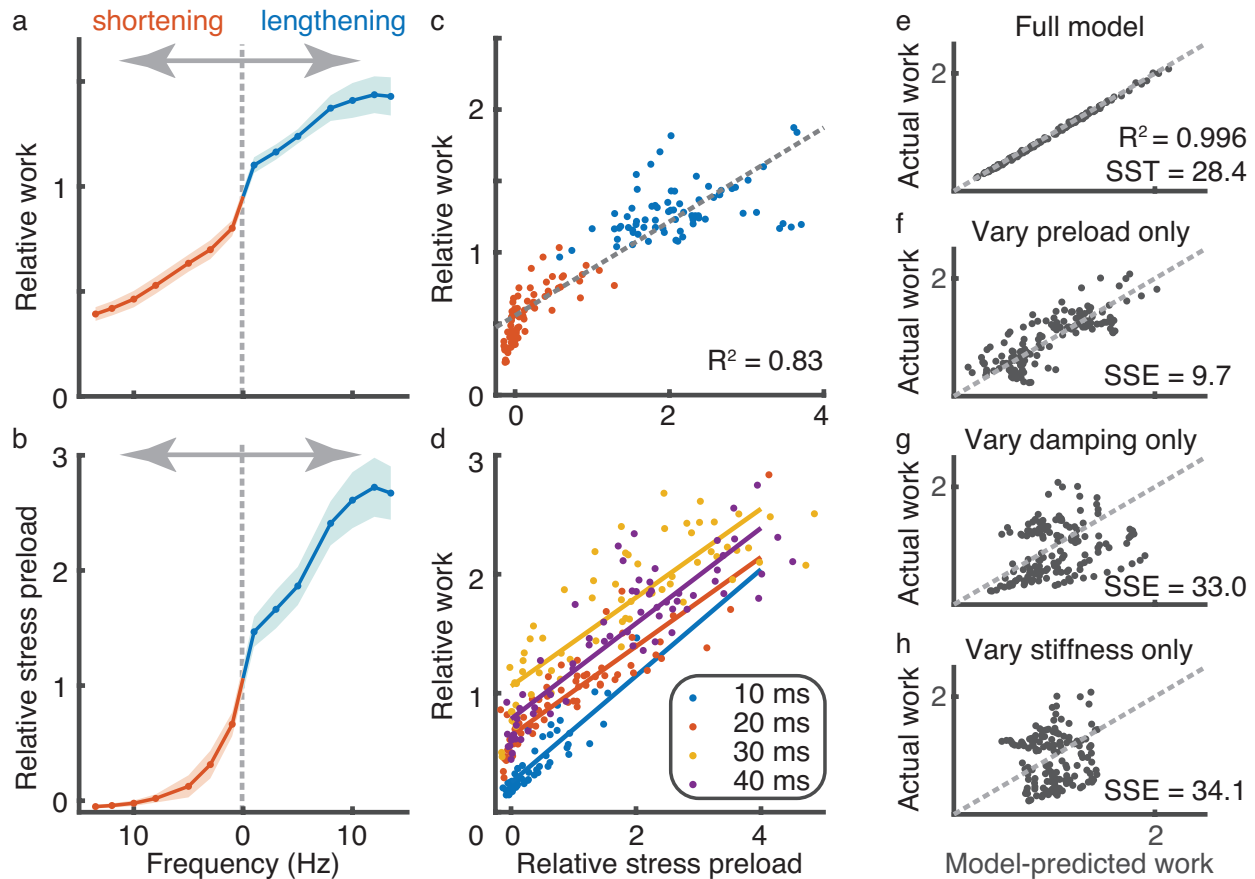 a
shortening
lengthening
Relative work
1
0
b
Relative stress preload
3
2
1
0
10
0
10
Frequency (Hz)
c
Relative work
2
1
0
R² = 0.83
0
2
4
d
Relative work
3
2
1
0
10 ms
20 ms
30 ms
40 ms
0
2
4
Relative stress preload
e
Full model
Actual work
2
R² = 0.996
SST = 28.4
2
f
Vary preload only
Actual work
2
SSE = 9.7
2
g
Vary damping only
Actual work
2
SSE = 33.0
h
Vary stiffness only
Actual work
2
SSE = 34.1
2
Model-predicted work